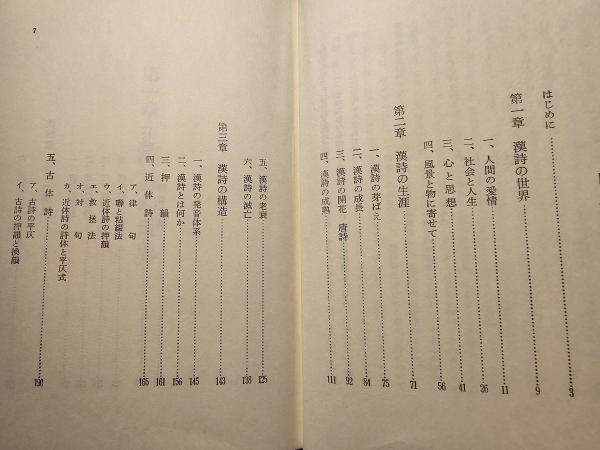 はじめに……3
第一章 漢詩の世界……9
一、人間の愛情……11
二、社会と人生……26
三、心と思想……41
四、風景と物に寄せて……56
第二章 漢詩の生涯……71
一、漢詩の芽ばえ……75
二、漢詩の成長……84
三、漢詩の開花 唐詩……92
四、漢詩の成熟……111
五、漢詩の老衰……125
六、漢詩の滅亡……138
第三章 漢詩の構造……143
一、漢詩の発音体系……145
二、漢詩とは何か……156
三、押韻……161
四、近体詩……165
ア、律句
イ、聯と粘綴法
ウ、近体詩の押韻
エ、救拯法
オ、対句
カ、近体詩の詩体と平仄式
五、古体詩……196
ア、古詩の平仄
イ、古詩の押韻と換韻
7